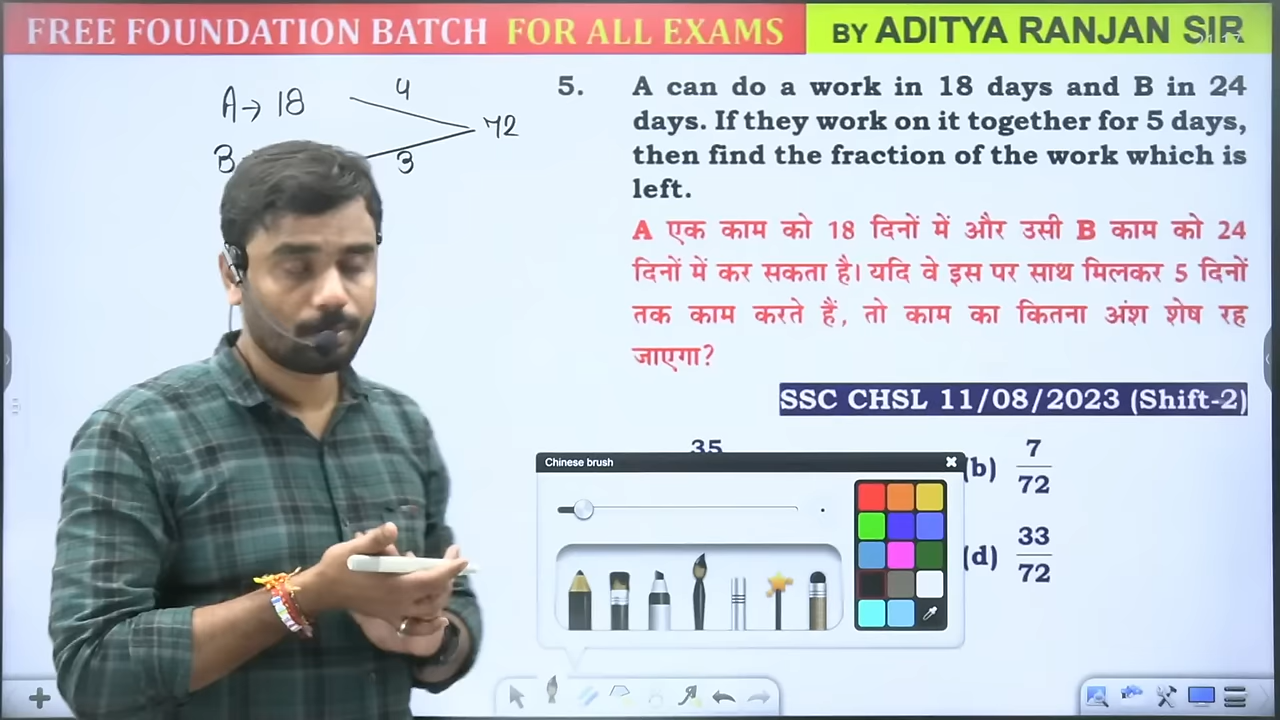 FREE FOUNDATION BATCH FOR ALL EXAMS
BY ADITYA RANJAN SIR
A→ 18
4
72
B
3
5. A can do a work in 18 days and B in 24
days. If they work on it together for 5 days,
then find the fraction of the work which is
left.
A एक काम को 18 दिनों में और उसी B काम को 24
दिनों में कर सकता है। यदि वे इस पर साथ मिलकर 5 दिनों
तक काम करते हैं, तो काम का कितना अंश शेष रह
जाएगा?
SSC CHSL 11/08/2023 (Shift-2)
35
(b) 7
72
Chinese brush
(d) 33
72